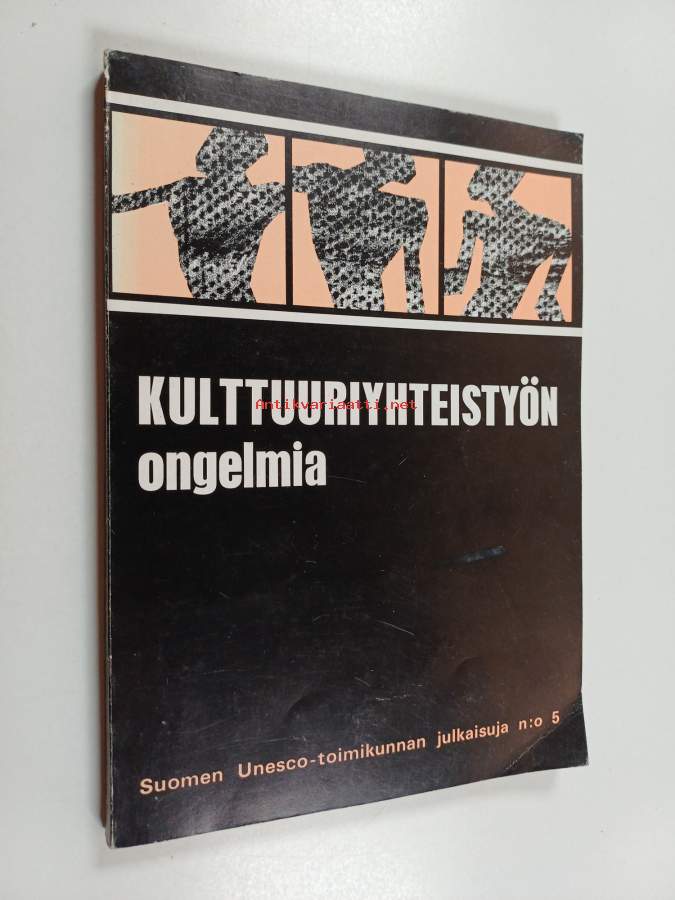 KULTTUURIYHTEISTYÖN
Antikvariaatti.net
ongelmia
Suomen Unesco-toimikunnan julkaisuja n:o 5